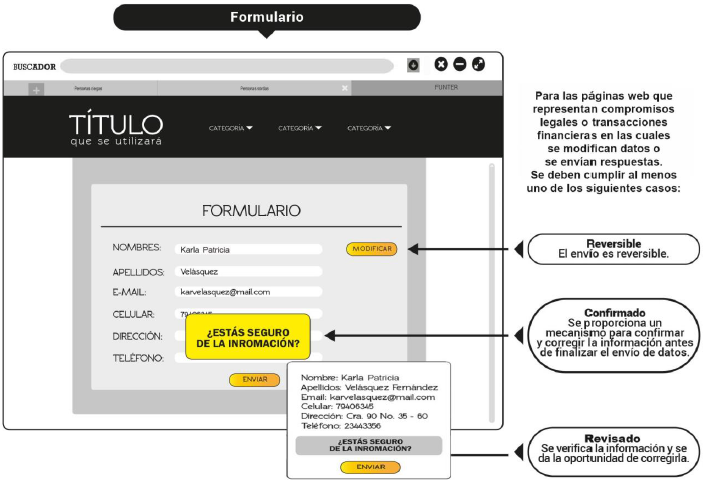 Formulario
BUSCADOR
Personas negras
Personas sordas
PUNTER
TÍTULO
que se utilizará
CATEGORÍA
CATEGORÍA
CATEGORÍA
Para las páginas web que
representan compromisos
legales o transacciones
financieras en las cuales
se modifican datos o
se envían respuestas.
Se deben cumplir al menos
uno de los siguientes casos:
FORMULARIO
NOMBRES:
Karla Patricia
MODIFICAR
APELLIDOS:
Velásquez
E-MAIL:
karvelasquez@mail.com
CELULAR:
79406345
DIRECCIÓN:
TELÉFONO:
¿ESTÁS SEGURO
DE LA INROMACIÓN?
ENVIAR
Reversible
El envío es reversible.
Confirmado
Se proporciona un
mecanismo para confirmar
y corregir la información antes
de finalizar el envío de datos.
Nombre: Karla Patricia
Apellidos: Velásquez Fernández
Email: karvelasquez@mail.com
Celular: 79406345
Dirección: Cra. 90 No. 35 - 60
Teléfono: 23443356
¿ESTÁS SEGURO
DE LA INROMACIÓN?
ENVIAR
Revisado
Se verifica la información y se
da la oportunidad de corregirla.